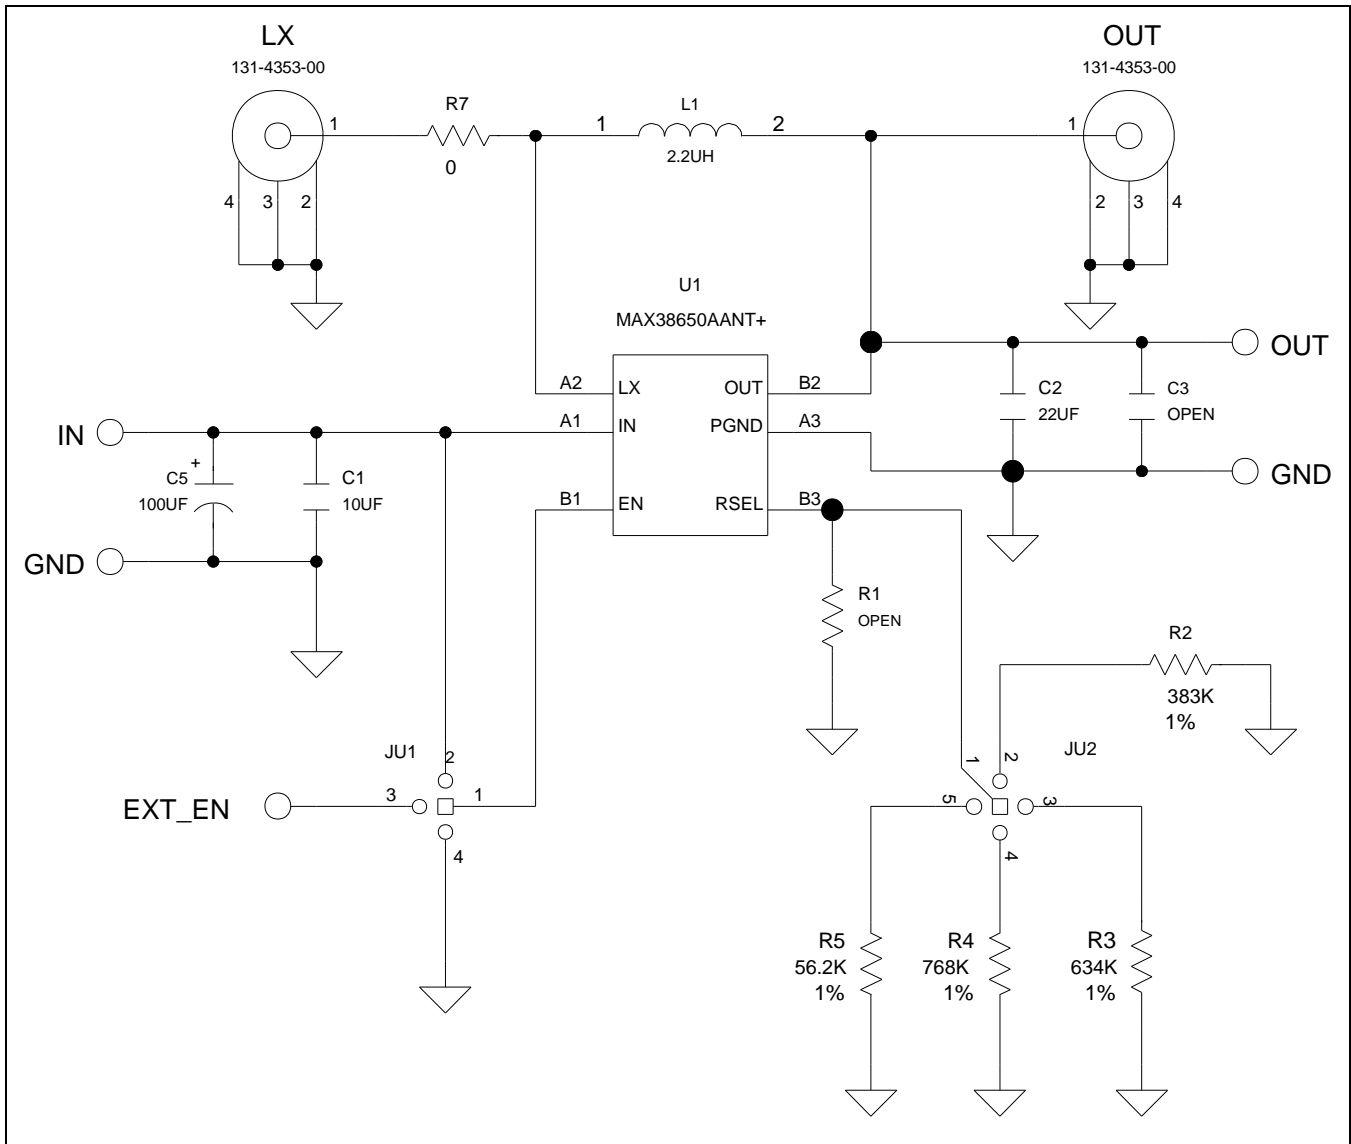 LX
131-4353-00
OUT
131-4353-00
R7
0
1
1
L1
2
2.2UH
1
4
3
2
2
3
4
U1
MAX38650AANT+
A2
LX
OUT
B2
A1
IN
PGND
A3
B1
EN
RSEL
B3
IN
+
C5
100UF
C1
10UF
GND
C2
22UF
C3
OPEN
OUT
GND
R1
OPEN
R2
383K
1%
JU1
2
3
1
4
EXT_EN
JU2
1
2
5
3
4
R5
56.2K
1%
R4
768K
1%
R3
634K
1%